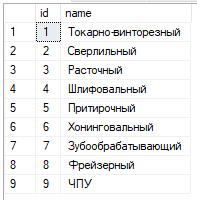 id name
1 1 Токарно-винторезный
2 2 Сверлильный
3 3 Расточный
4 4 Шлифовальный
5 5 Притирочный
6 6 Хонинговальный
7 7 Зубообрабатывающий
8 8 Фрейзерный
9 9 ЧПУ